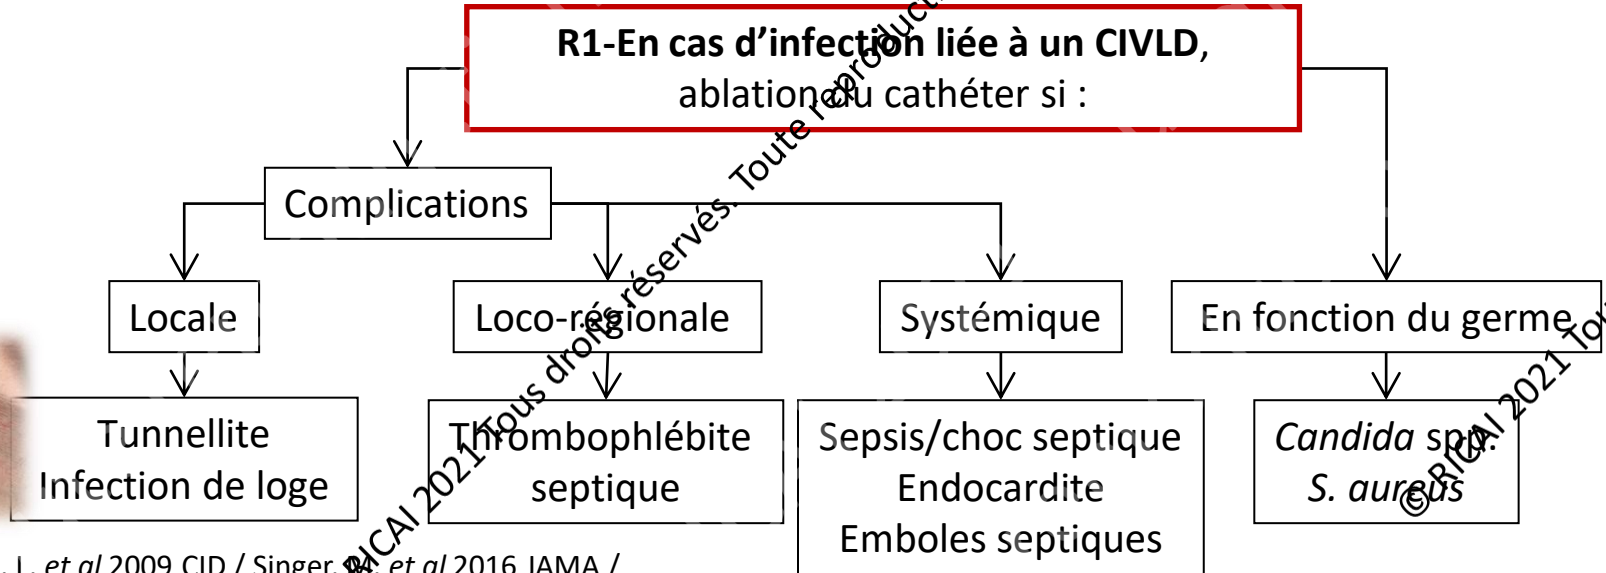 R1-En cas d’infection liée à un CIVLD,
ablation du cathéter si :
Complications
Locale
Loco-régionale
Systémique
En fonction du germe
Tunnellite
Infection de loge
Thrombophlébite
septique
Sepsis/choc septique
Endocardite
Emboles septiques
Candida spp.
S. aureus
et al 2009 CID / Singer, M. et al 2016 JAMA /
RICAI 2021 Tous droits réservés. Toute
© RICAI 2021